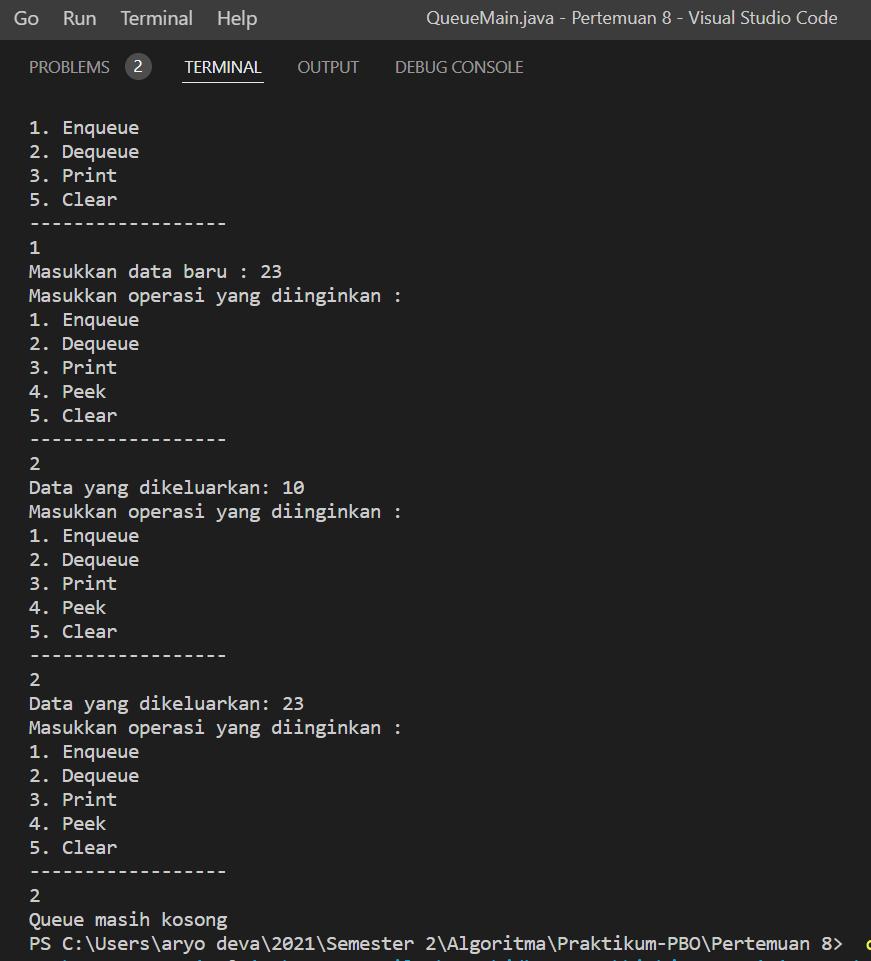 Go Run Terminal Help QueueMain.java - Pertemuan 8 - Visual Studio Code
PROBLEMS 2 TERMINAL OUTPUT DEBUG CONSOLE
1. Enqueue
2. Dequeue
3. Print
5. Clear
------------------
1
Masukkan data baru : 23
Masukkan operasi yang diinginkan :
1. Enqueue
2. Dequeue
3. Print
4. Peek
5. Clear
------------------
2
Data yang dikeluarkan: 10
Masukkan operasi yang diinginkan :
1. Enqueue
2. Dequeue
3. Print
4. Peek
5. Clear
------------------
2
Data yang dikeluarkan: 23
Masukkan operasi yang diinginkan :
1. Enqueue
2. Dequeue
3. Print
4. Peek
5. Clear
------------------
2
Queue masih kosong
PS C:\Users\aryo deva\2021\Semester 2\Algoritma\Praktikum-PBO\Pertemuan 8>